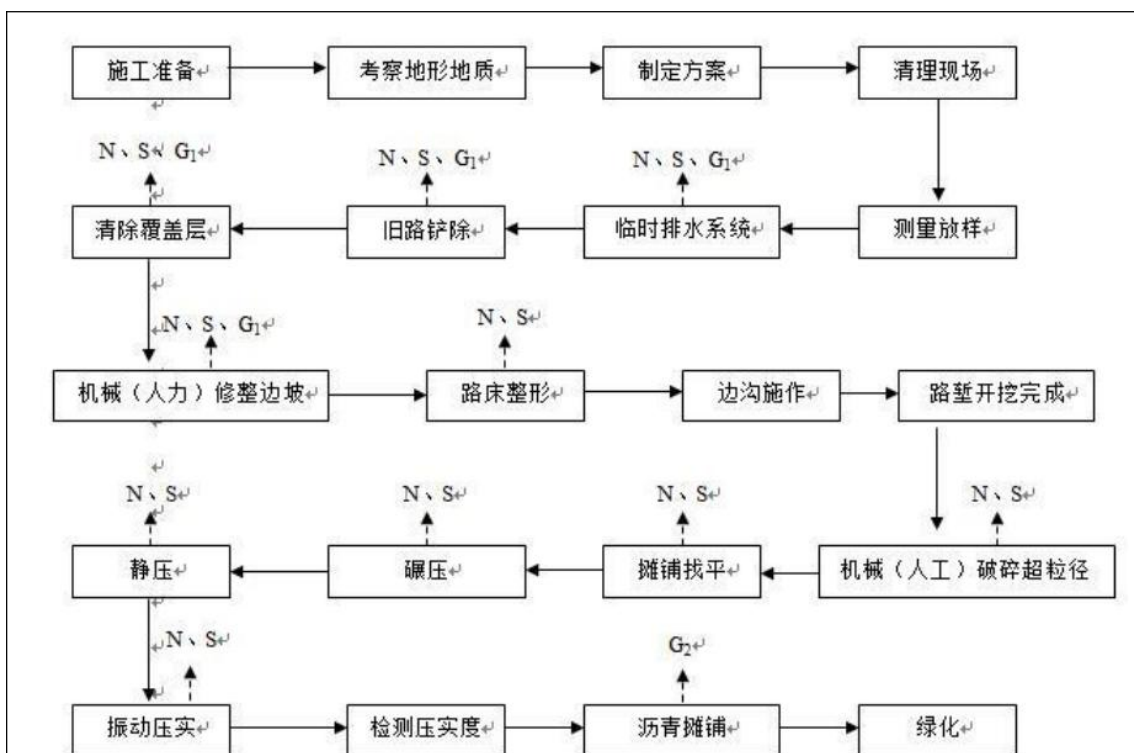 施工准备 考察地形地质 制定方案 清理现场
N、S、G₁ N、S、G₁ N、S、G₁
清除覆盖层 旧路铲除 临时排水系统 测量放样
N、S、G₁ N、S
机械（人力）修整边坡 路床整形 边沟施作 路堑开挖完成
N、S N、S N、S N、S
静压 碾压 摊铺找平 机械（人工）破碎超粒径
N、S G₂
振动压实 检测压实度 沥青摊铺 绿化